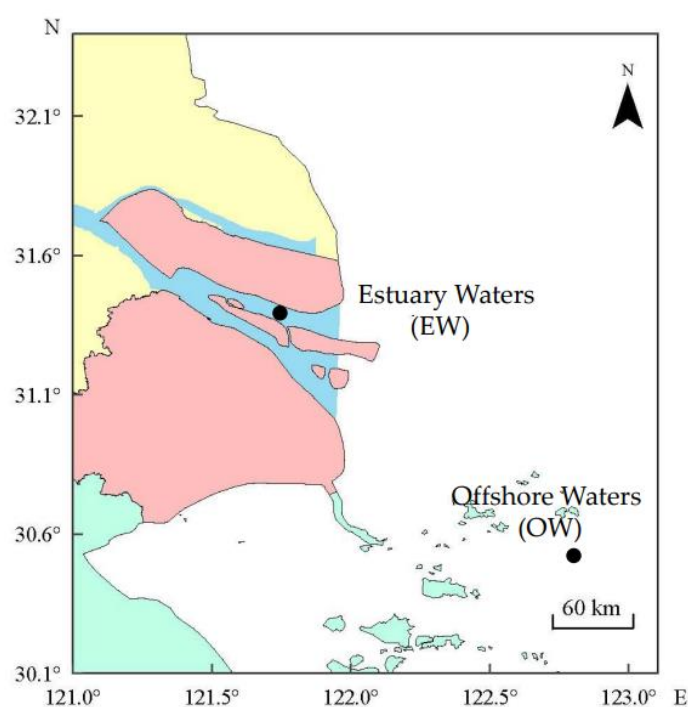 N
N
32.1°
31.6°
Estuary Waters
(EW)
31.1°
Offshore Waters
(OW)
30.6°
60 km
30.1°
121.0° 121.5° 122.0° 122.5° 123.0° E